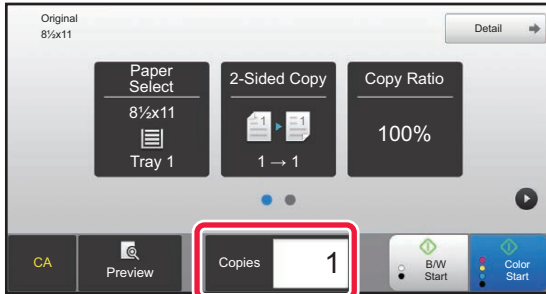 Original
8½x11
Detail
Paper
Select
8½x11
Tray 1
2-Sided Copy
1 1
1 → 1
Copy Ratio
100%
CA
Preview
Copies
1
B/W
Start
Color
Start